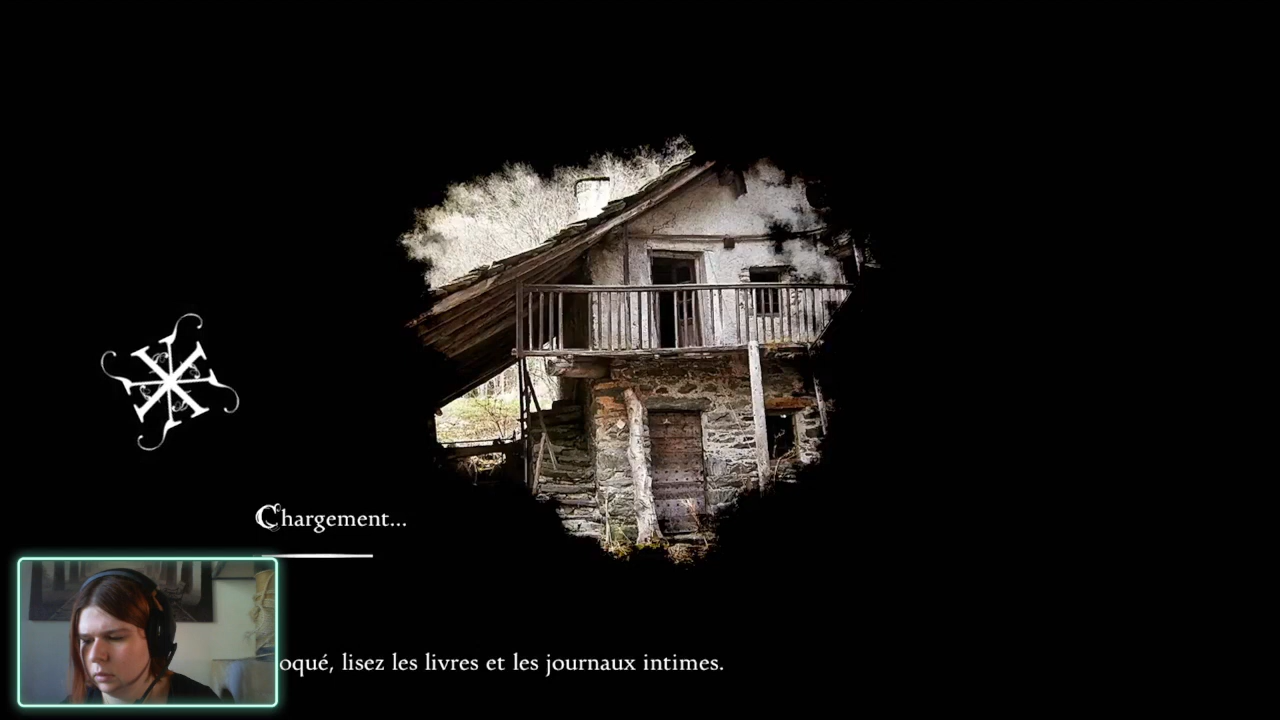 Chargement...
oqué, lisez les livres et les journaux intimes.